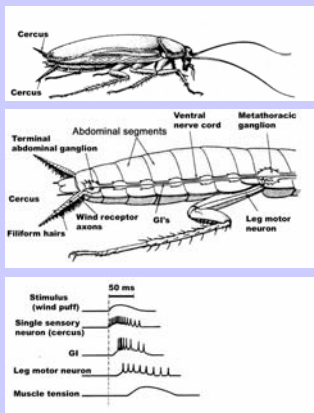 Cercus
Cercus
Ventral
nerve cord
Metathoracic
ganglion
Abdominal segments
Terminal
abdominal ganglion
Cercus
Filiform hairs
Wind receptor
axons
GI's
Leg motor
neuron
50 ms
Stimulus
(wind puff)
Single sensory
neuron (cercus)
GI
Leg motor neuron
Muscle tension